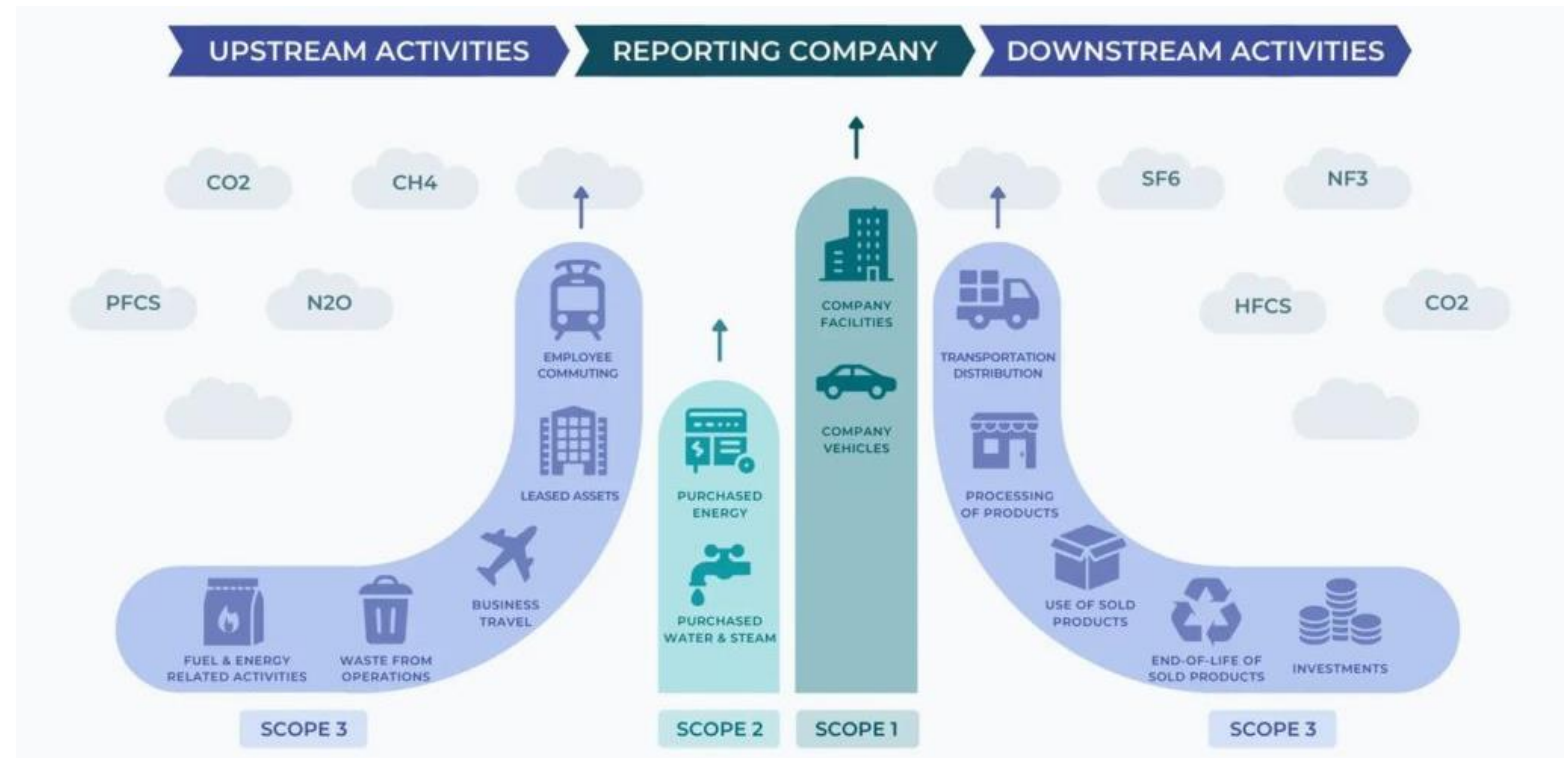 UPSTREAM ACTIVITIES
REPORTING COMPANY
DOWNSTREAM ACTIVITIES
CO2
CH4
SF6
NF3
PFCS
N2O
HFCS
CO2
EMPLOYEE
COMMUTING
LEASED ASSETS
BUSINESS
TRAVEL
WASTE FROM
OPERATIONS
FUEL & ENERGY
RELATED ACTIVITIES
SCOPE 3
PURCHASED
ENERGY
PURCHASED
WATER & STEAM
SCOPE 2
COMPANY
FACILITIES
COMPANY
VEHICLES
SCOPE 1
TRANSPORTATION
DISTRIBUTION
PROCESSING
OF PRODUCTS
USE OF SOLD
PRODUCTS
END-OF-LIFE OF
SOLD PRODUCTS
INVESTMENTS
SCOPE 3